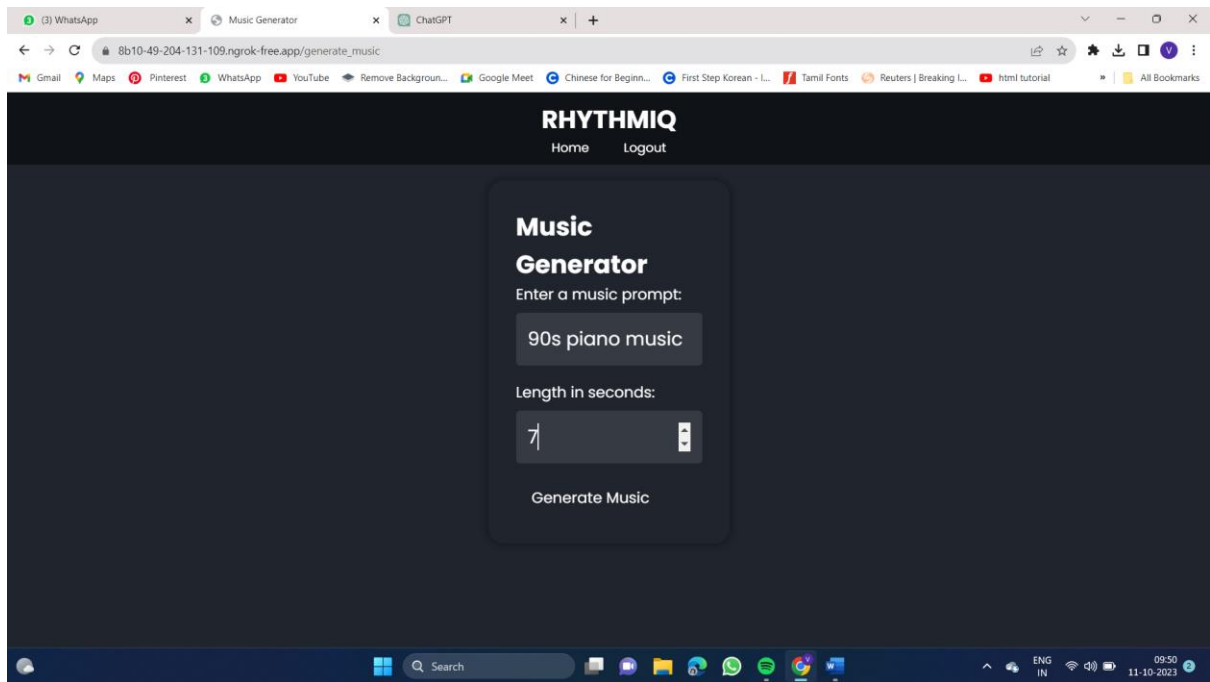 (3) WhatsApp
Music Generator
ChatGPT
8b10-49-204-131-109.ngrok-free.app/generate_music
Gmail Maps Pinterest WhatsApp YouTube Remove Backgroun... Google Meet Chinese for Beginn... First Step Korean - I... Tamil Fonts Reuters | Breaking I... html tutorial » All Bookmarks
RHYTHMIQ
Home Logout
Music
Generator
Enter a music prompt:
90s piano music
Length in seconds:
7
Generate Music
Search
ENG
IN
09:50
11-10-2023
2